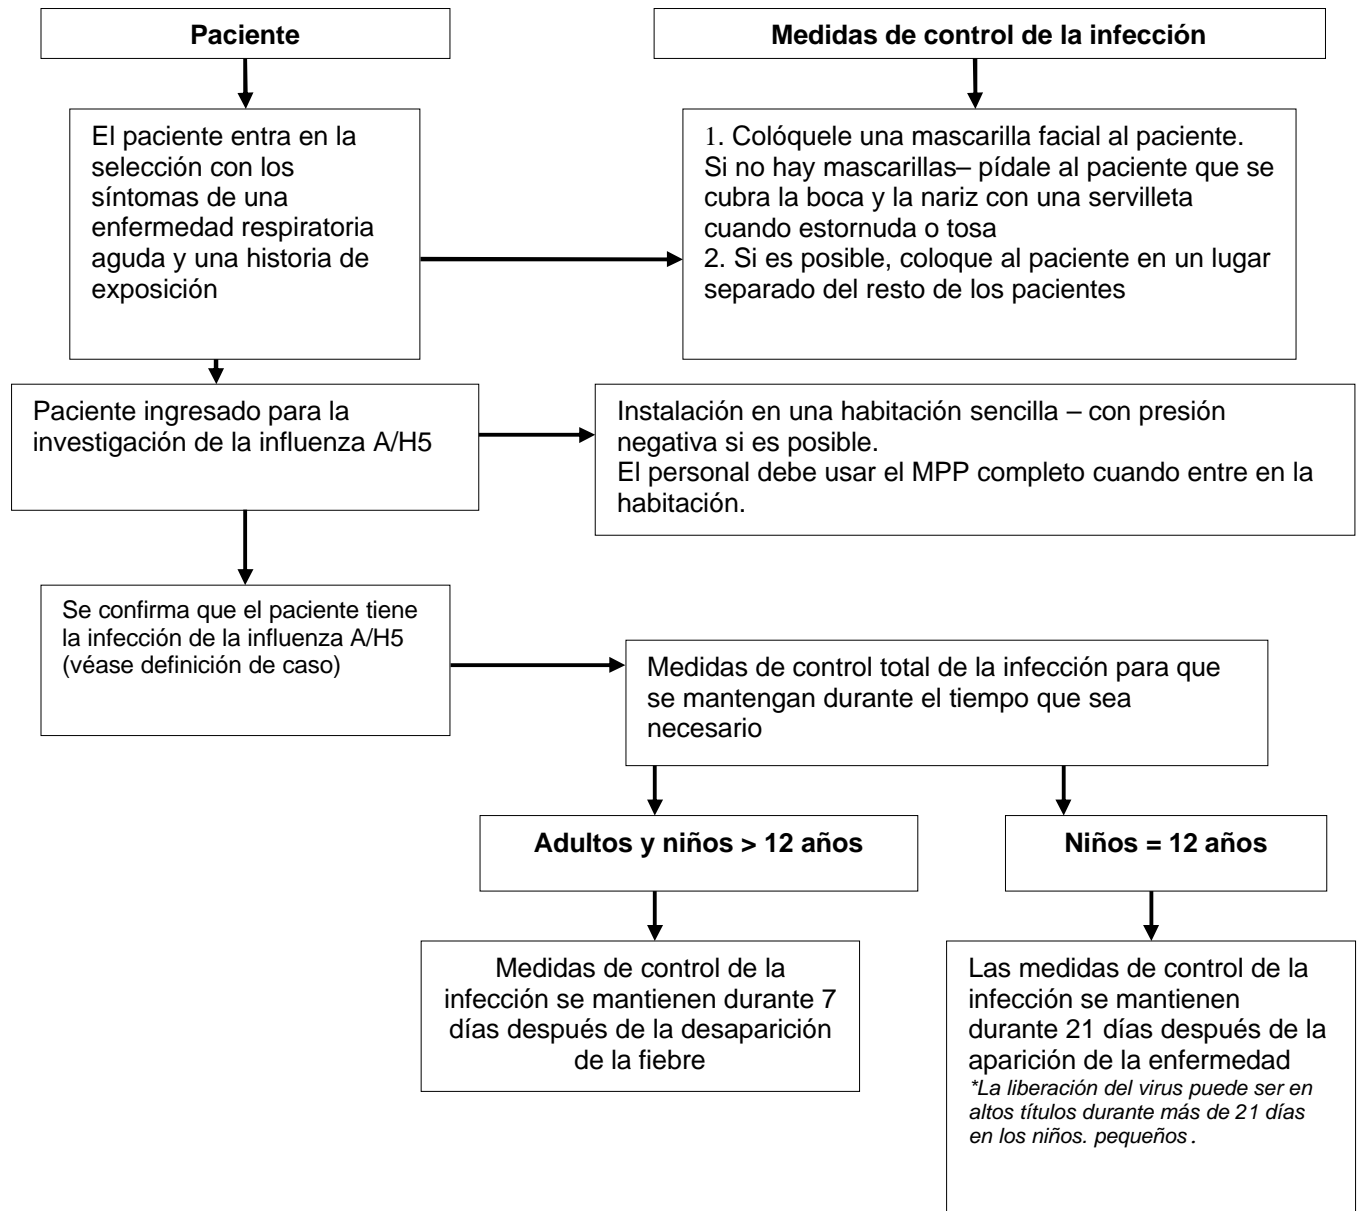 Paciente
Medidas de control de la infección
El paciente entra en la
selección con los
síntomas de una
enfermedad respiratoria
aguda y una historia de
exposición
1. Colóquele una mascarilla facial al paciente.
Si no hay mascarillas– pídale al paciente que se
cubra la boca y la nariz con una servilleta
cuando estornuda o tosa
2. Si es posible, coloque al paciente en un lugar
separado del resto de los pacientes
Paciente ingresado para la
investigación de la influenza A/H5
Instalación en una habitación sencilla – con presión
negativa si es posible.
El personal debe usar el MPP completo cuando entre en la
habitación.
Se confirma que el paciente tiene
la infección de la influenza A/H5
(véase definición de caso)
Medidas de control total de la infección para que
se mantengan durante el tiempo que sea
necesario
Adultos y niños > 12 años
Niños = 12 años
Medidas de control de la
infección se mantienen durante 7
días después de la desaparición
de la fiebre
Las medidas de control de la
infección se mantienen
durante 21 días después de la
aparición de la enfermedad
*La liberación del virus puede ser en
altos títulos durante más de 21 días
en los niños. pequeños.